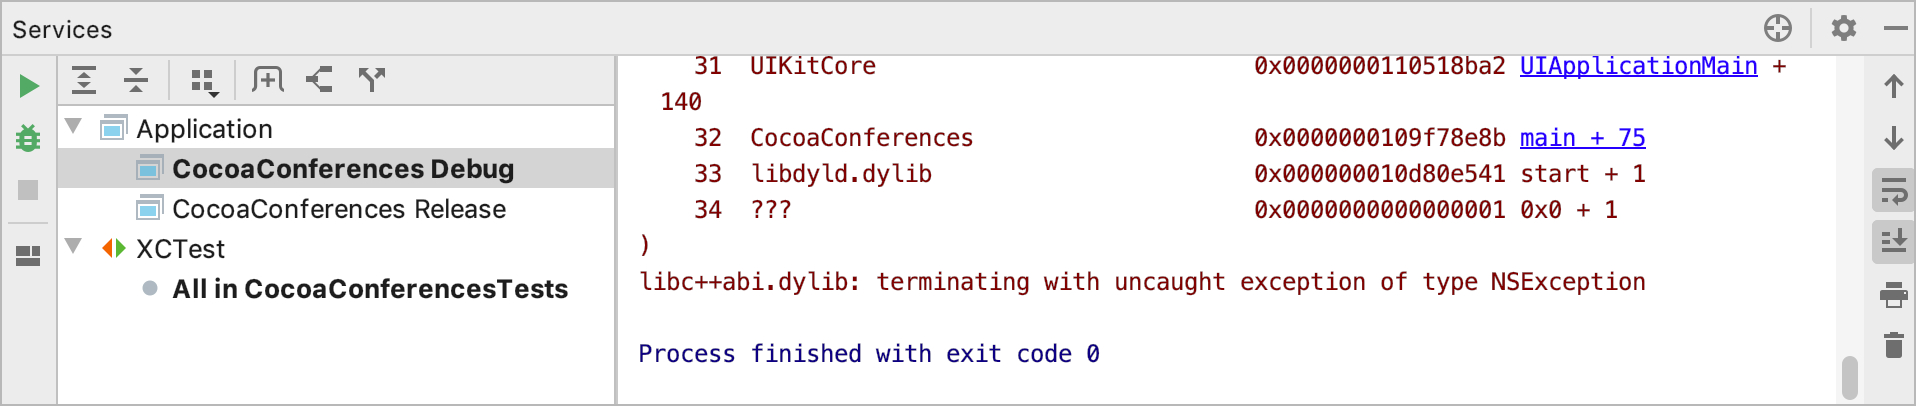 Services
Application
CocoaConferences Debug
CocoaConferences Release
XCTest
All in CocoaConferencesTests
31 UIKitCore 0x0000000110518ba2 UIApplicationMain +
140
32 CocoaConferences 0x0000000109f78e8b main + 75
33 libdyld.dylib 0x000000010d80e541 start + 1
34 ??? 0x0000000000000001 0x0 + 1
)
libc++abi.dylib: terminating with uncaught exception of type NSException
Process finished with exit code 0